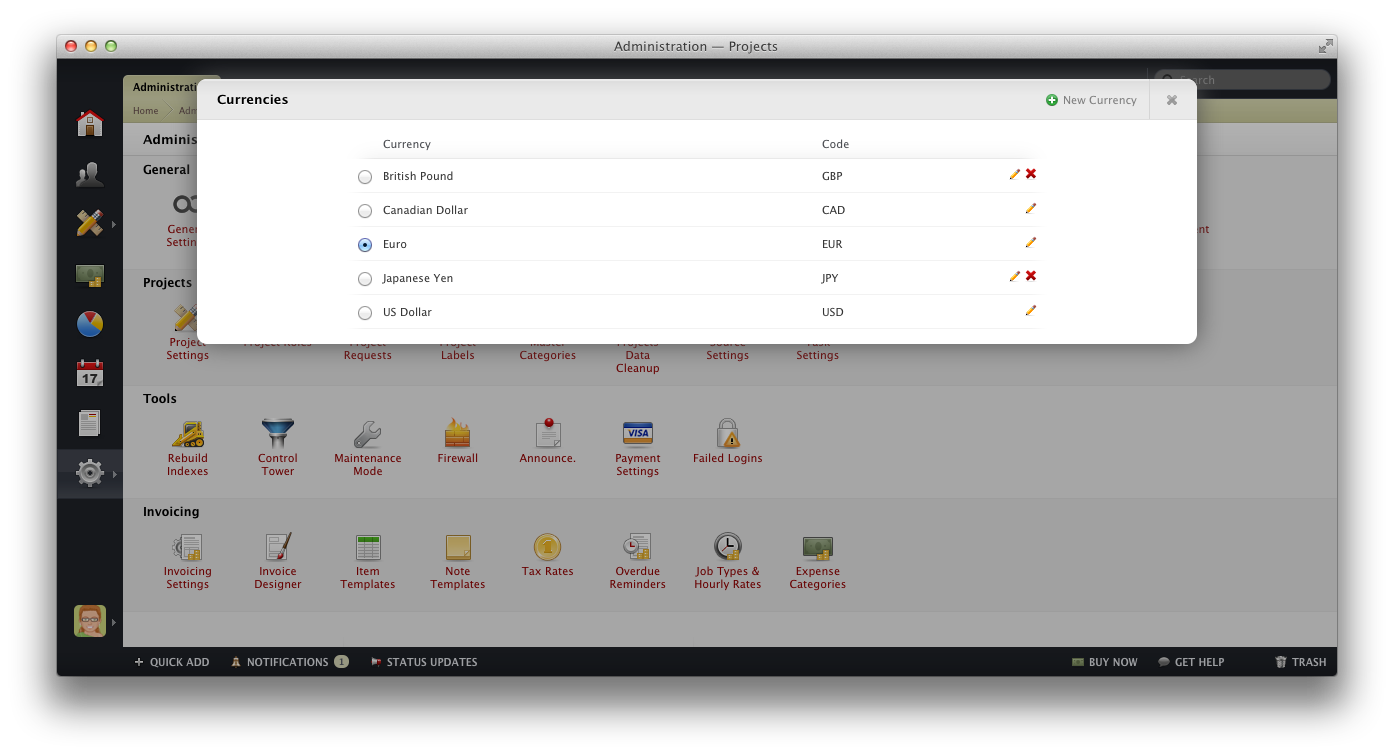 Administration — Projects
Administrati
Search
Home
Adm
Currencies
New Currency
Adminis
Currency Code
General
British Pound GBP
Canadian Dollar CAD
Gener
Settin
nt
Euro EUR
Projects
Japanese Yen JPY
US Dollar USD
Project
Settings
Project Roles
Project
Requests
Project
Labels
Master
Categories
Projects
Data
Cleanup
Source
Settings
Task
Settings
17
Tools
Rebuild
Indexes
Control
Tower
Maintenance
Mode
Firewall
Announce.
VISA
Payment
Settings
Failed Logins
Invoicing
Invoicing
Settings
Invoice
Designer
Item
Templates
Note
Templates
1
Tax Rates
Overdue
Reminders
Job Types &
Hourly Rates
Expense
Categories
QUICK ADD
NOTIFICATIONS 1
STATUS UPDATES
BUY NOW
GET HELP
TRASH